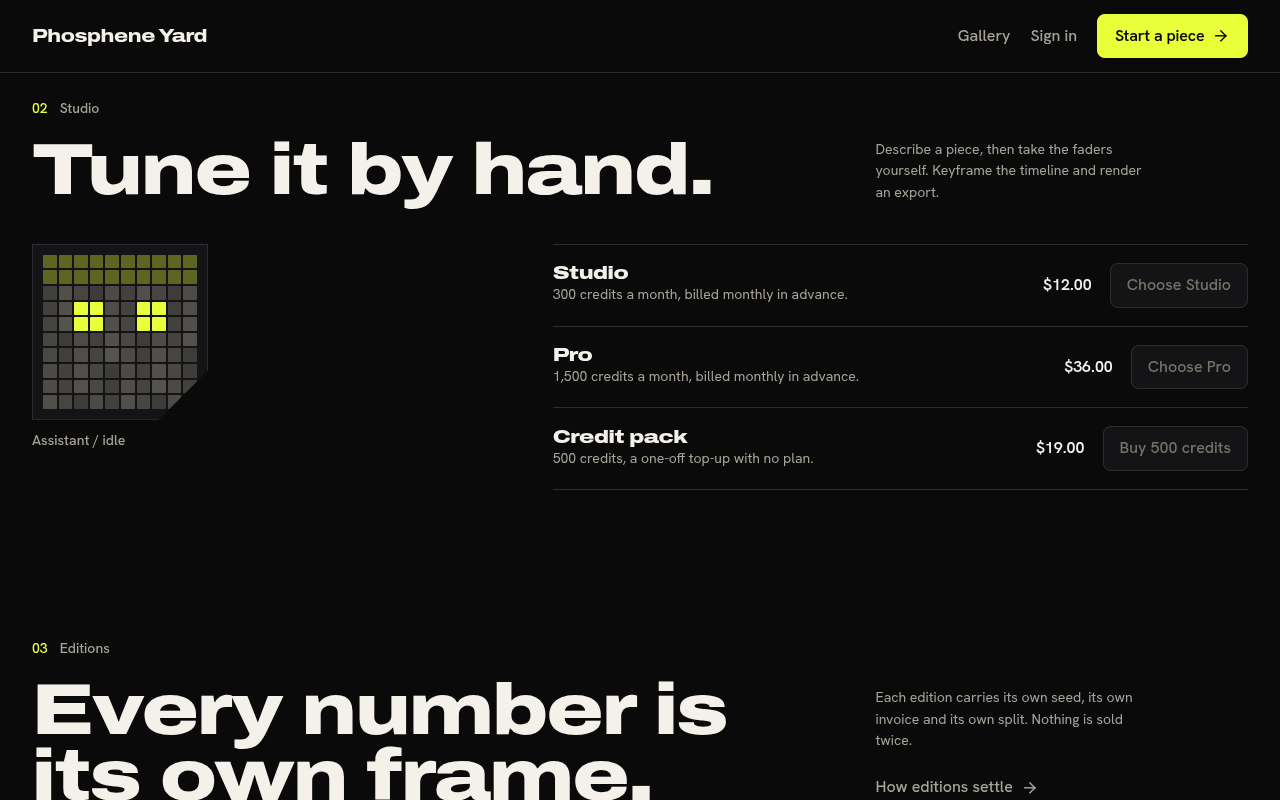 Phosphene Yard
Gallery
Sign in
Start a piece
02 Studio
Tune it by hand.
Describe a piece, then take the faders
yourself. Keyframe the timeline and render
an export.
Assistant / idle
Studio
300 credits a month, billed monthly in advance.
$12.00
Choose Studio
Pro
1,500 credits a month, billed monthly in advance.
$36.00
Choose Pro
Credit pack
500 credits, a one-off top-up with no plan.
$19.00
Buy 500 credits
03 Editions
Every number is
its own frame.
Each edition carries its own seed, its own
invoice and its own split. Nothing is sold
twice.
How editions settle